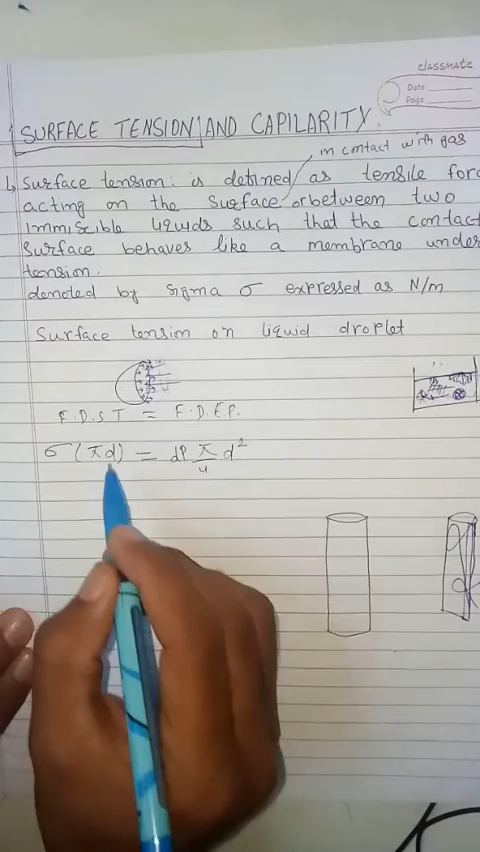 classmate
Date
Page
SURFACE TENSION AND CAPILARITY.
in contact with gas
Surface tension: is defined as tensile forc
acting on the surface or between two
immiscible liquids such that the contact
surface behaves like a membrane under
tension.
denoted by sigma σ expressed as N/m
Surface tension on liquid droplet
F.D.S T = F.D.E.P.
σ(πd) = dP π/4 d²